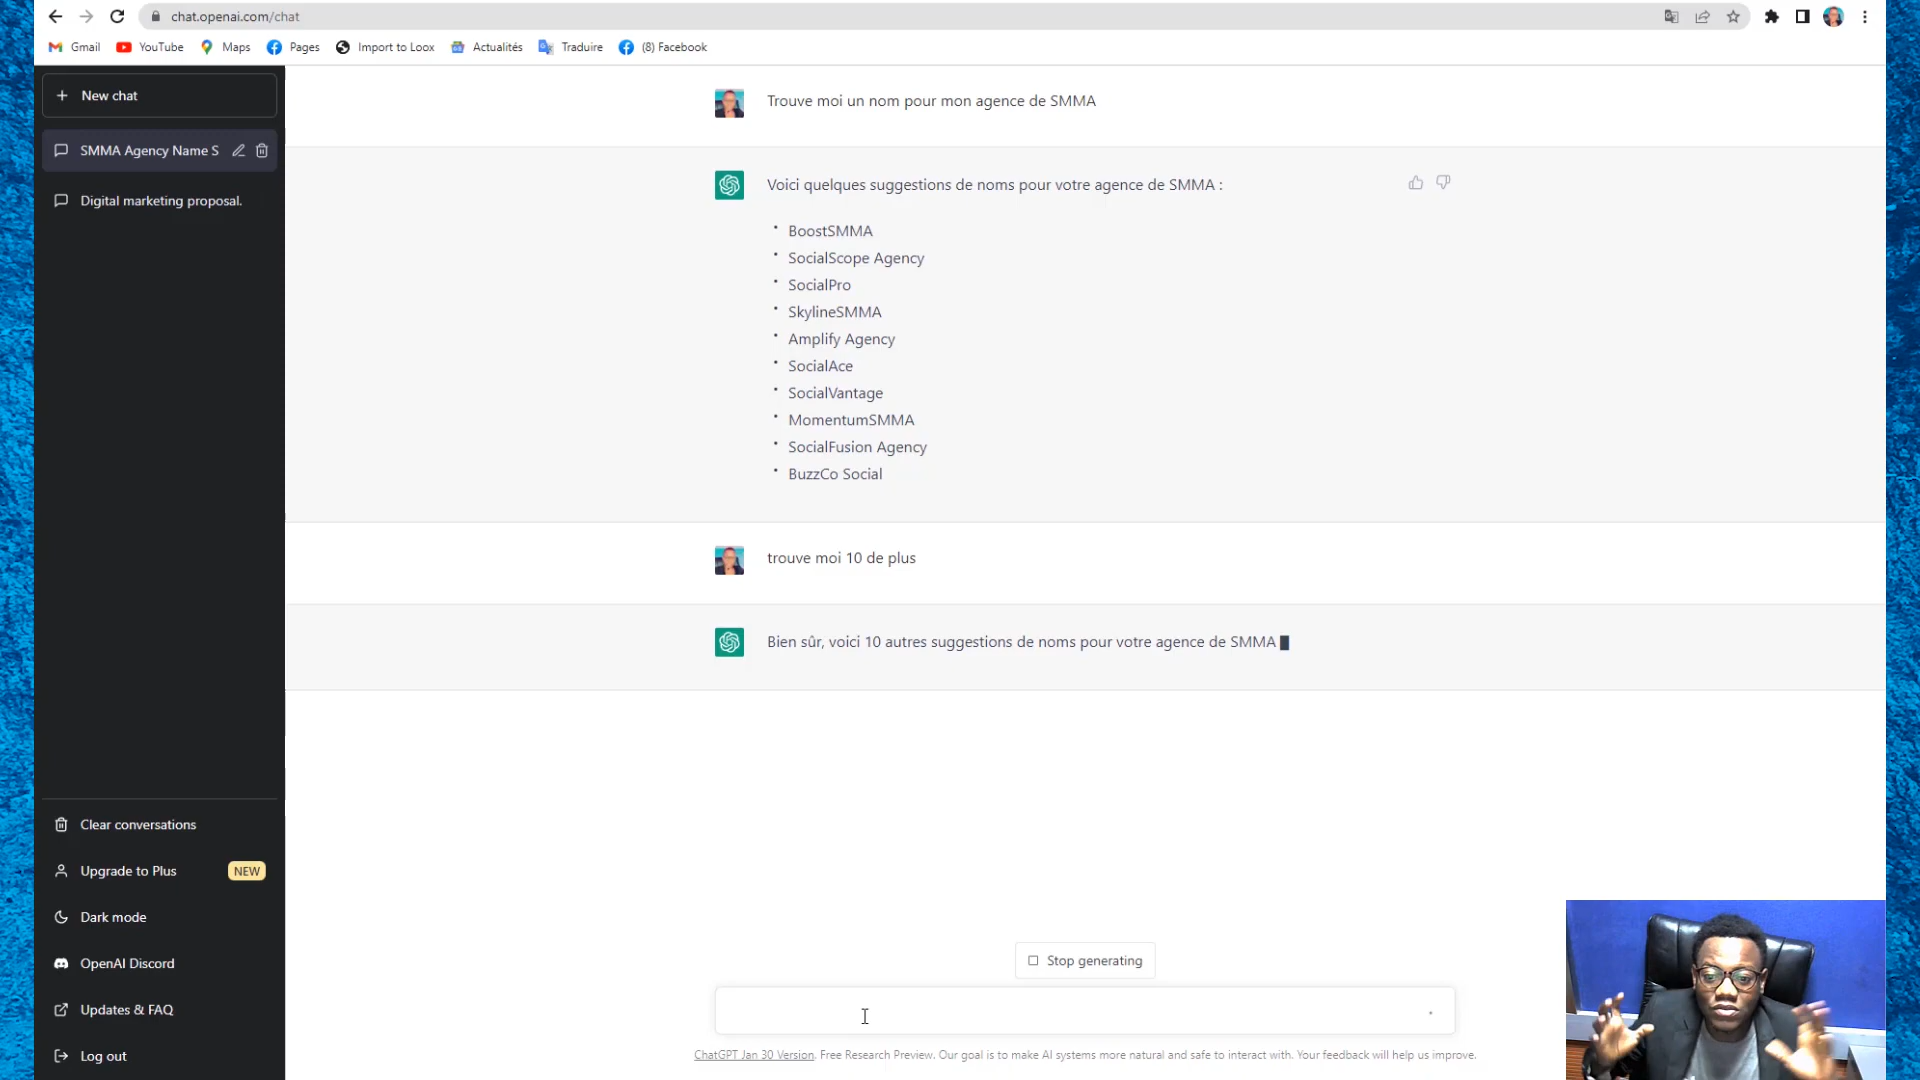 chat.openai.com/chat
Gmail YouTube Maps Pages Import to Loox Actualités Traduire (8) Facebook
New chat
SMMA Agency Name S
Digital marketing proposal.
Clear conversations
Upgrade to Plus NEW
Dark mode
OpenAI Discord
Updates & FAQ
Log out
Trouve moi un nom pour mon agence de SMMA
Voici quelques suggestions de noms pour votre agence de SMMA :
BoostSMMA
SocialScope Agency
SocialPro
SkylineSMMA
Amplify Agency
SocialAce
SocialVantage
MomentumSMMA
SocialFusion Agency
BuzzCo Social
trouve moi 10 de plus
Bien sûr, voici 10 autres suggestions de noms pour votre agence de SMMA
Stop generating
ChatGPT Jan 30 Version. Free Research Preview. Our goal is to make AI systems more natural and safe to interact with. Your feedback will help us improve.